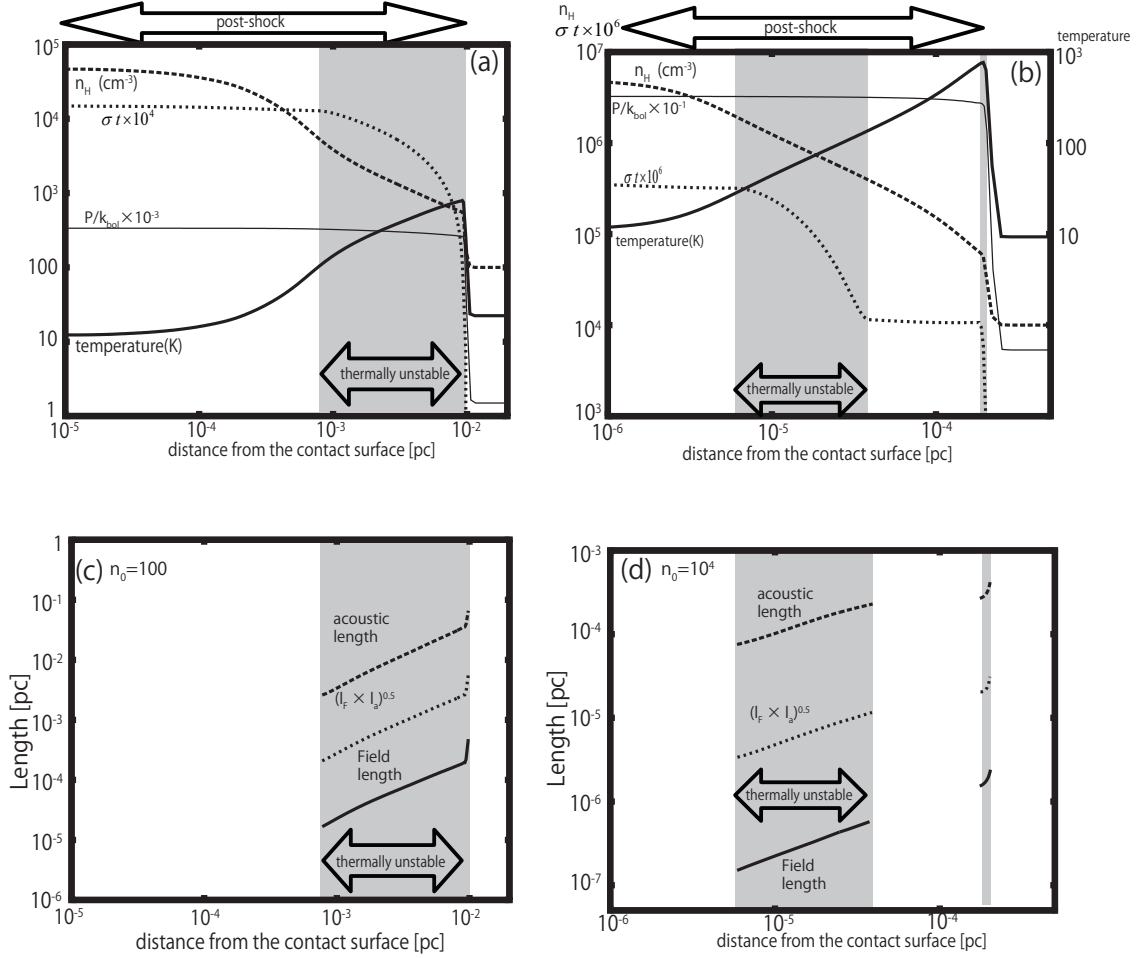 post-shock
(a)
10^5
10^4
10^3
100
10
1
n_H (cm^-3)
σ t×10^4
P/k_bol ×10^-3
temperature(K)
thermally unstable
10^-5
10^-4
10^-3
10^-2
distance from the contact surface [pc]
n_H
σ t×10^6
post-shock
temperature
(b)
10^7
10^6
10^5
10^4
10^3
10^3
100
10
n_H (cm^-3)
P/k_bol ×10^-1
σ t×10^6
temperature(K)
thermally unstable
10^-6
10^-5
10^-4
distance from the contact surface [pc]
(c) n_0=100
1
10^-1
10^-2
10^-3
10^-4
10^-5
10^-6
Length [pc]
acoustic
length
(l_F × l_a)^0.5
Field
length
thermally unstable
10^-5
10^-4
10^-3
10^-2
distance from the contact surface [pc]
(d) n_0=10^4
10^-3
10^-4
10^-5
10^-6
10^-7
Length [pc]
acoustic
length
(l_F × l_a)^0.5
thermally unstable
Field
length
10^-6
10^-5
10^-4
distance from the contact surface [pc]